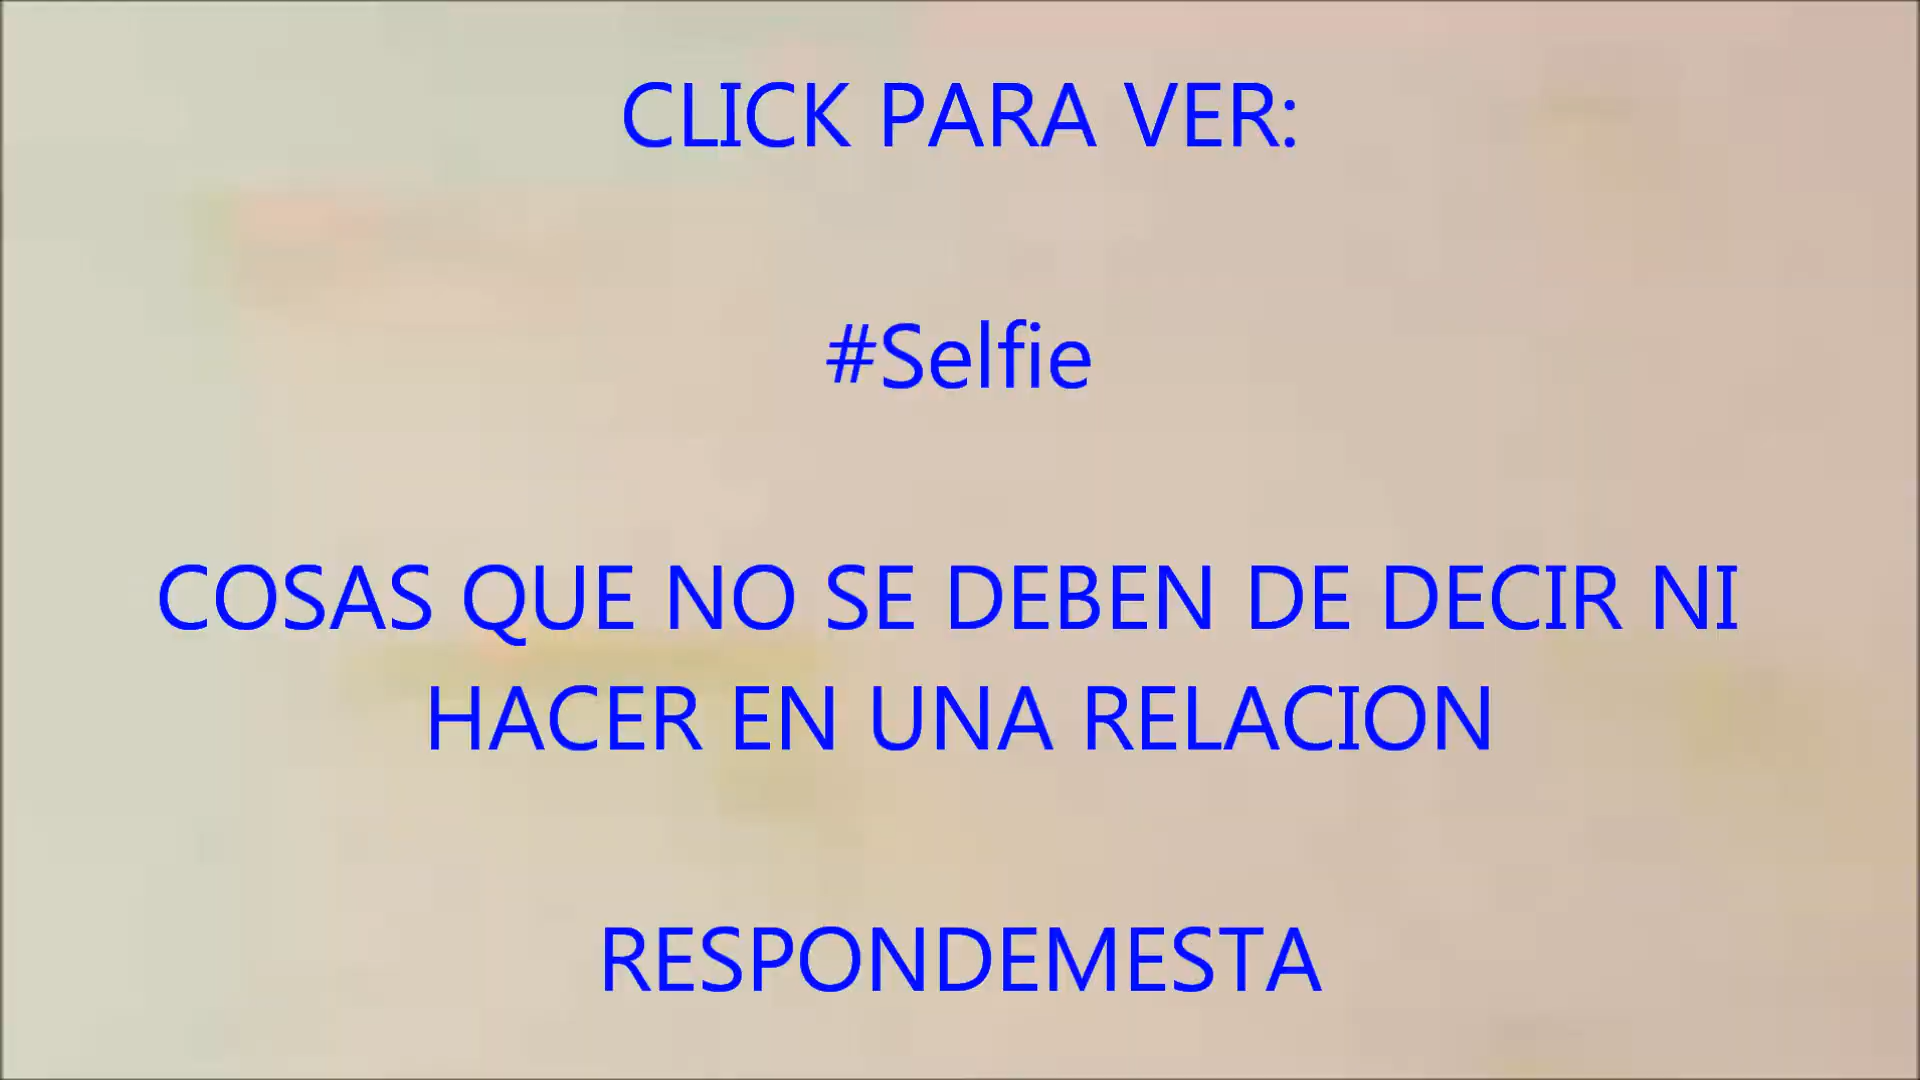 CLICK PARA VER:
#Selfie
COSAS QUE NO SE DEBEN DE DECIR NI
HACER EN UNA RELACION
RESPONDEMESTA